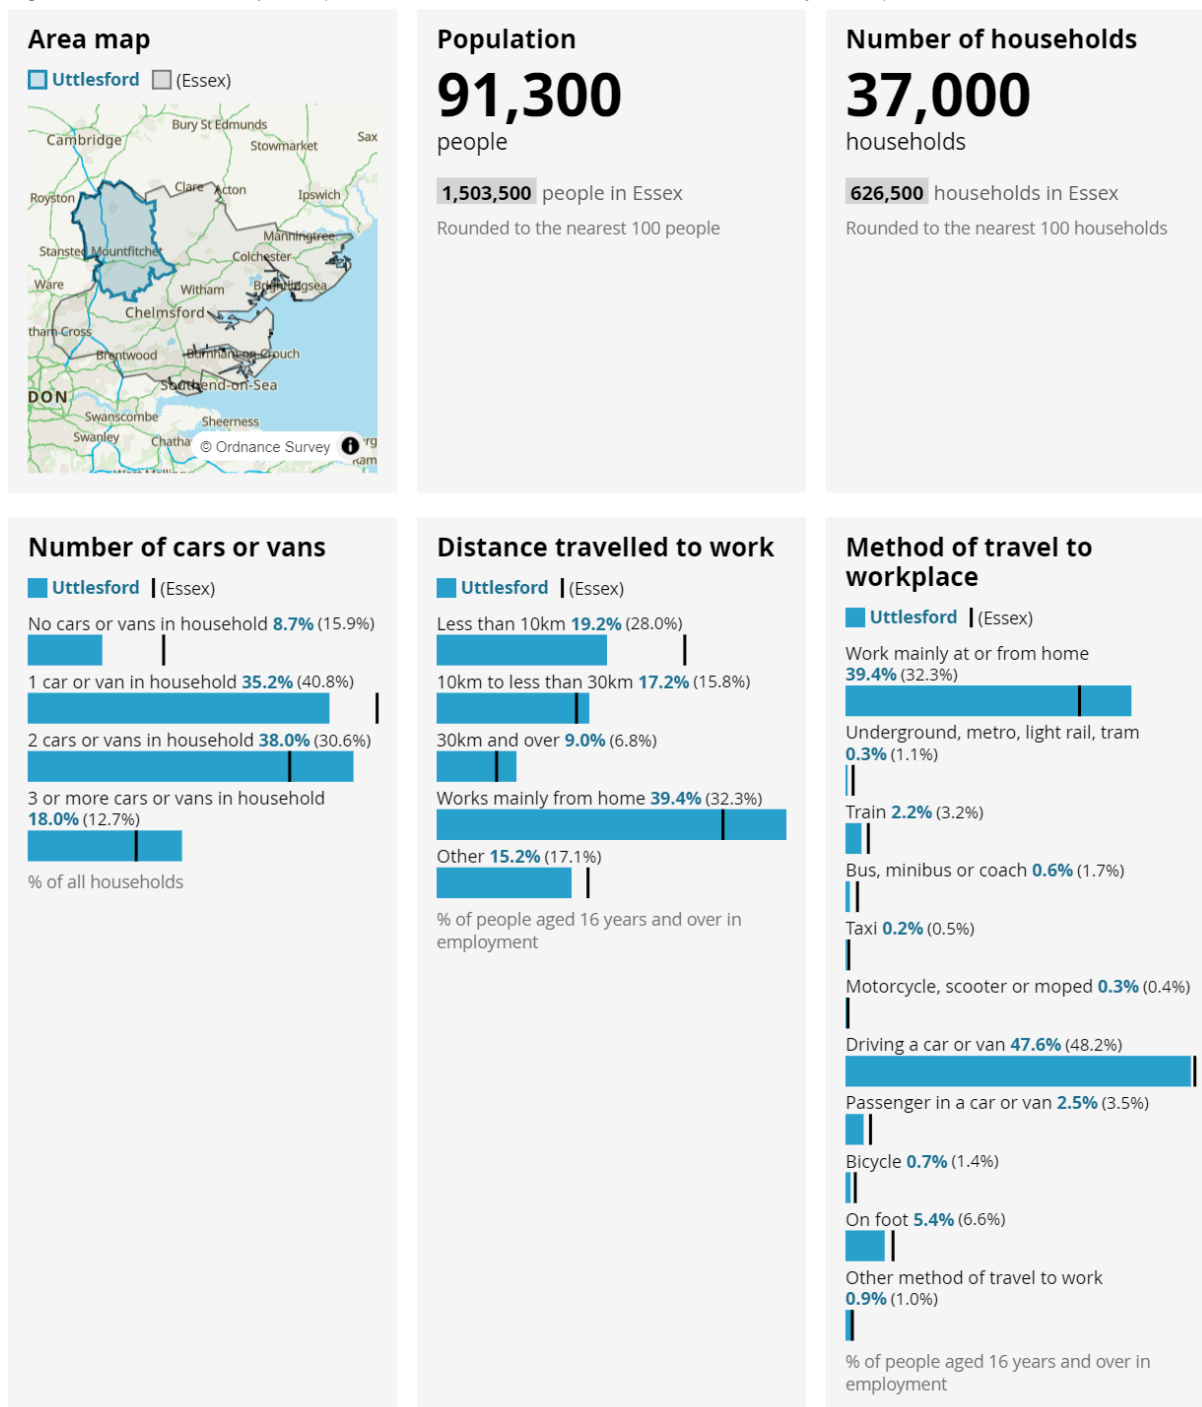 Area map
Uttlesford (Essex)
Bury St Edmunds
Cambridge
Stowmarket
Sax
Clare
Acton
Royston
Ipswich
Manningtree
Stansted Mountfitchet
Colchester
Ware
Witham
Brightlingsea
Chelmsford
tham Cross
Brentwood
Burnham-on-Crouch
Southend-on-Sea
DON
Swanscombe
Sheerness
Swanley
Chatha
© Ordnance Survey
rg
Ram
Population
91,300
people
1,503,500 people in Essex
Rounded to the nearest 100 people
Number of households
37,000
households
626,500 households in Essex
Rounded to the nearest 100 households
Number of cars or vans
Uttlesford (Essex)
No cars or vans in household 8.7% (15.9%)
1 car or van in household 35.2% (40.8%)
2 cars or vans in household 38.0% (30.6%)
3 or more cars or vans in household
18.0% (12.7%)
% of all households
Distance travelled to work
Uttlesford (Essex)
Less than 10km 19.2% (28.0%)
10km to less than 30km 17.2% (15.8%)
30km and over 9.0% (6.8%)
Works mainly from home 39.4% (32.3%)
Other 15.2% (17.1%)
% of people aged 16 years and over in
employment
Method of travel to
workplace
Uttlesford (Essex)
Work mainly at or from home
39.4% (32.3%)
Underground, metro, light rail, tram
0.3% (1.1%)
Train 2.2% (3.2%)
Bus, minibus or coach 0.6% (1.7%)
Taxi 0.2% (0.5%)
Motorcycle, scooter or moped 0.3% (0.4%)
Driving a car or van 47.6% (48.2%)
Passenger in a car or van 2.5% (3.5%)
Bicycle 0.7% (1.4%)
On foot 5.4% (6.6%)
Other method of travel to work
0.9% (1.0%)
% of people aged 16 years and over in
employment